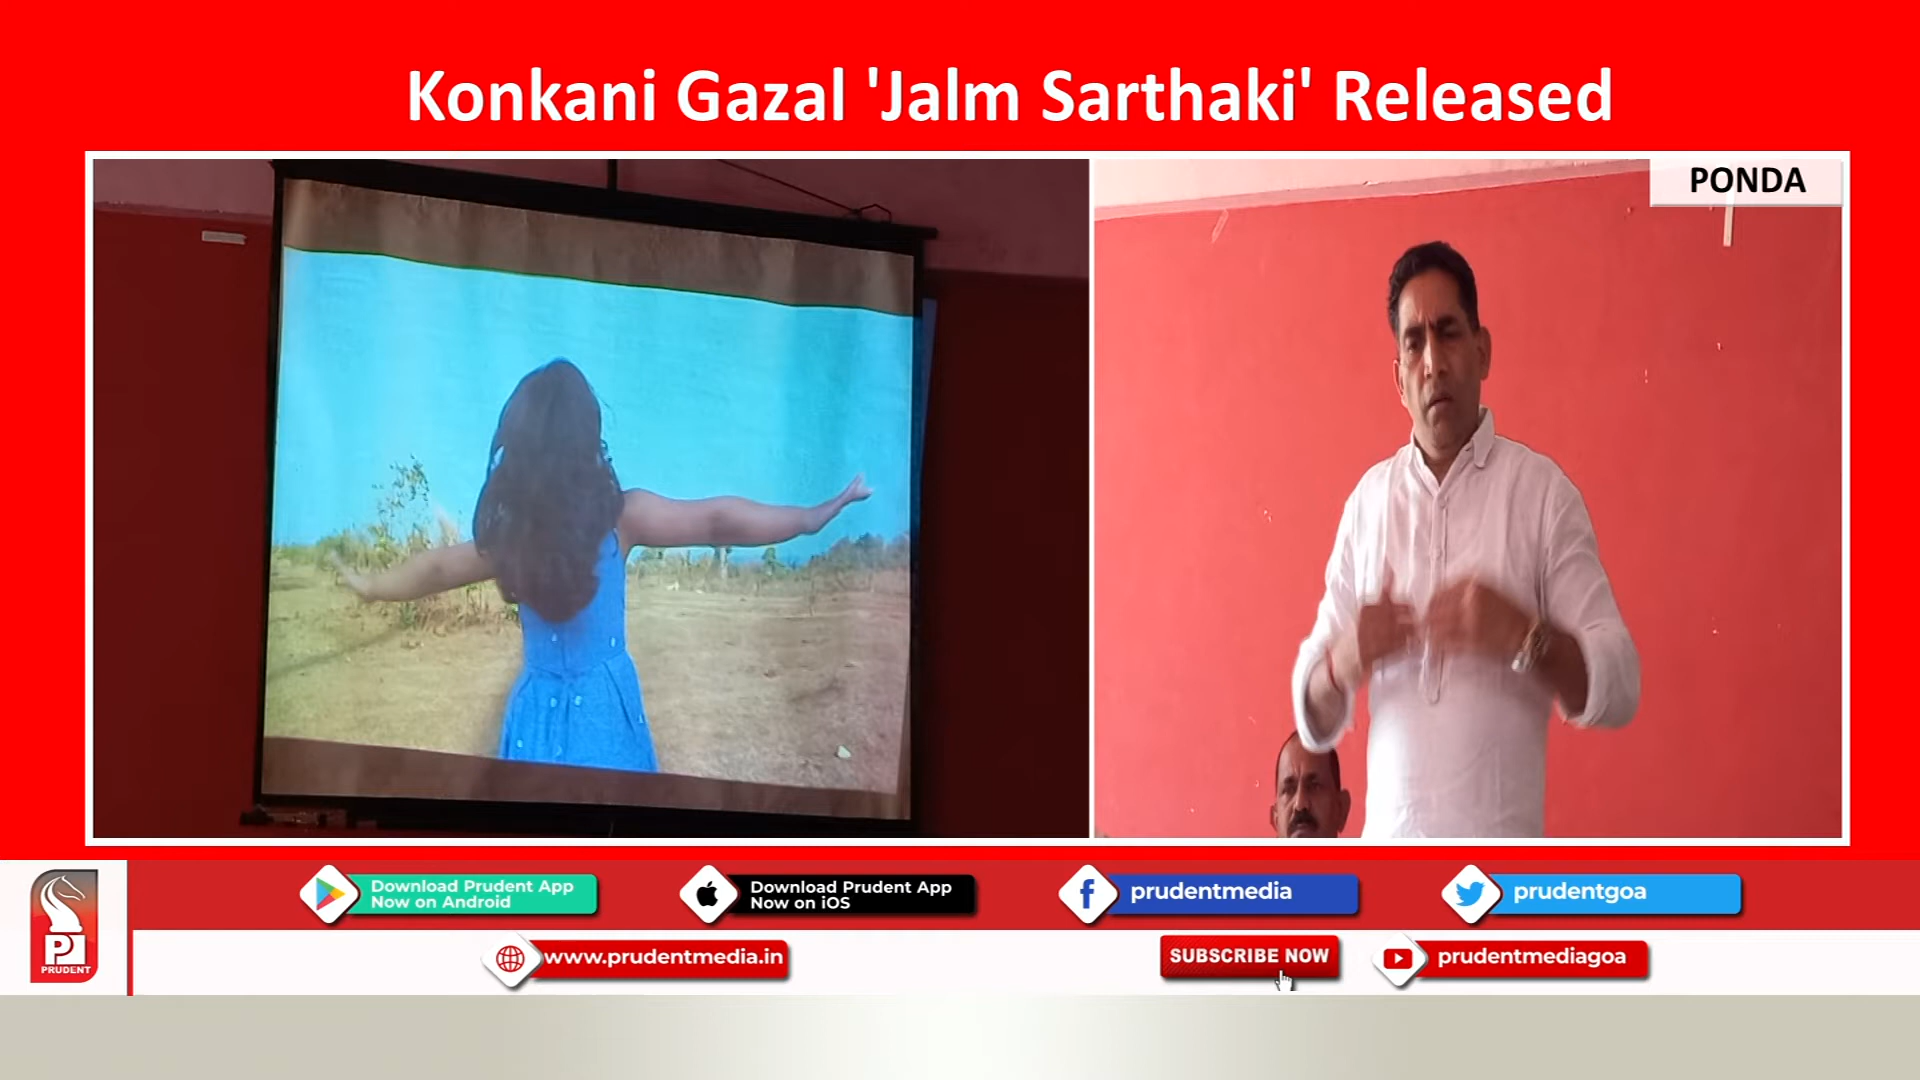 Konkani Gazal 'Jalm Sarthaki' Released
PONDA
Download Prudent App
Now on Android
Download Prudent App
Now on iOS
prudentmedia
prudentgoa
PRUDENT
www.prudentmedia.in
SUBSCRIBE NOW
prudentmediagoa